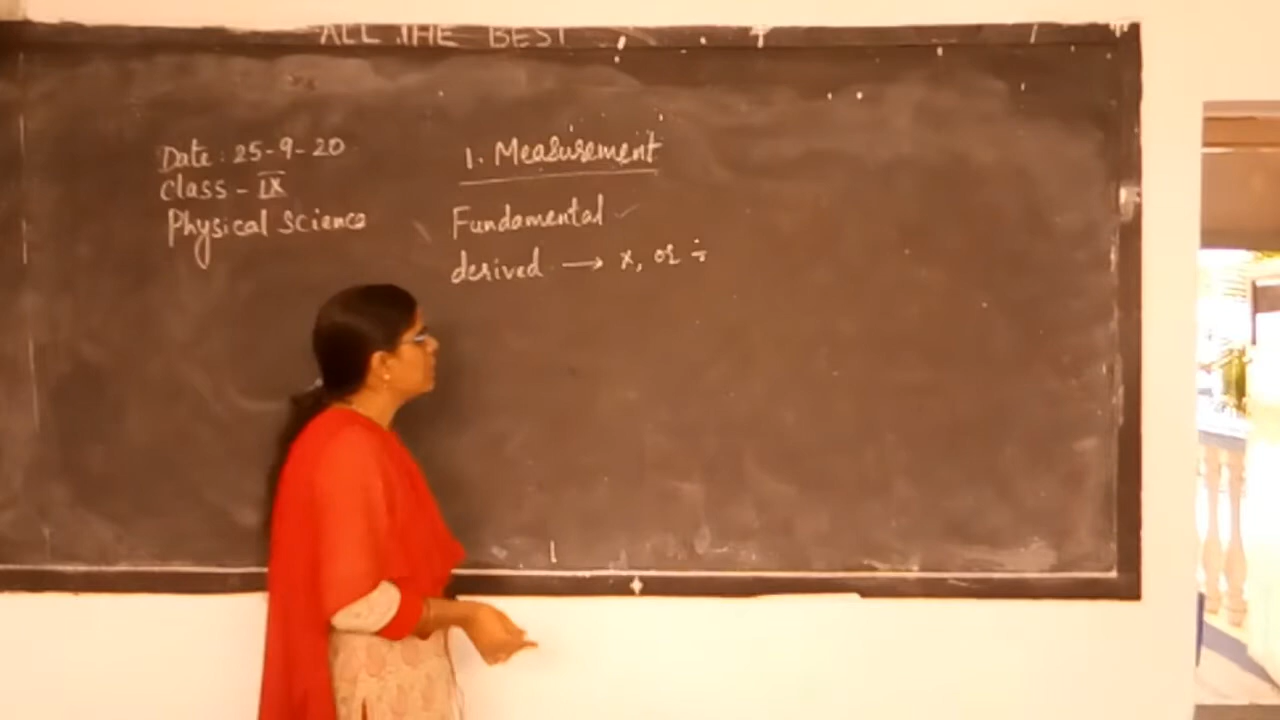 ALL THE BEST
Date : 25-9-20
Class - IX
Physical Science
1. Measurement
Fundamental ✓
derived → x, or ÷